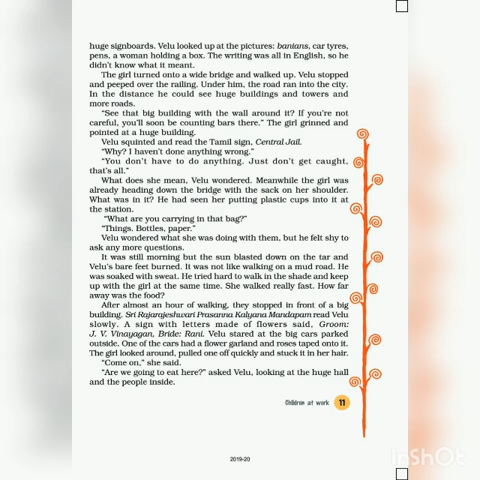 huge signboards. Velu looked up at the pictures: banians, car tyres,
pens, a woman holding a box. The writing was all in English, so he
didn't know what it meant.
The girl turned onto a wide bridge and walked up. Velu stopped
and peeped over the railing. Under him, the road ran into the city.
In the distance he could see huge buildings and towers and
more roads.
"See that big building with the wall around it? If you're not
careful, you'll soon be counting bars there." The girl grinned and
pointed at a huge building.
Velu squinted and read the Tamil sign, Central Jail.
"Why? I haven't done anything wrong."
"You don't have to do anything. Just don't get caught,
that's all."
What does she mean, Velu wondered. Meanwhile the girl was
already heading down the bridge with the sack on her shoulder.
What was in it? He had seen her putting plastic cups into it at
the station.
"What are you carrying in that bag?"
"Things. Bottles, paper."
Velu wondered what she was doing with them, but he felt shy to
ask any more questions.
It was still morning but the sun blasted down on the tar and
Velu's bare feet burned. It was not like walking on a mud road. He
was soaked with sweat. He tried hard to walk in the shade and keep
up with the girl at the same time. She walked really fast. How far
away was the food?
After almost an hour of walking, they stopped in front of a big
building. Sri Rajarajeshwari Prasanna Kalyana Mandapam read Velu
slowly. A sign with letters made of flowers said, Groom:
J. V. Vinayagan, Bride: Rani. Velu stared at the big cars parked
outside. One of the cars had a flower garland and roses taped onto it.
The girl looked around, pulled one off quickly and stuck it in her hair.
"Come on," she said.
"Are we going to eat here?" asked Velu, looking at the huge hall
and the people inside.
Children at work 11
2019-20
InShOt